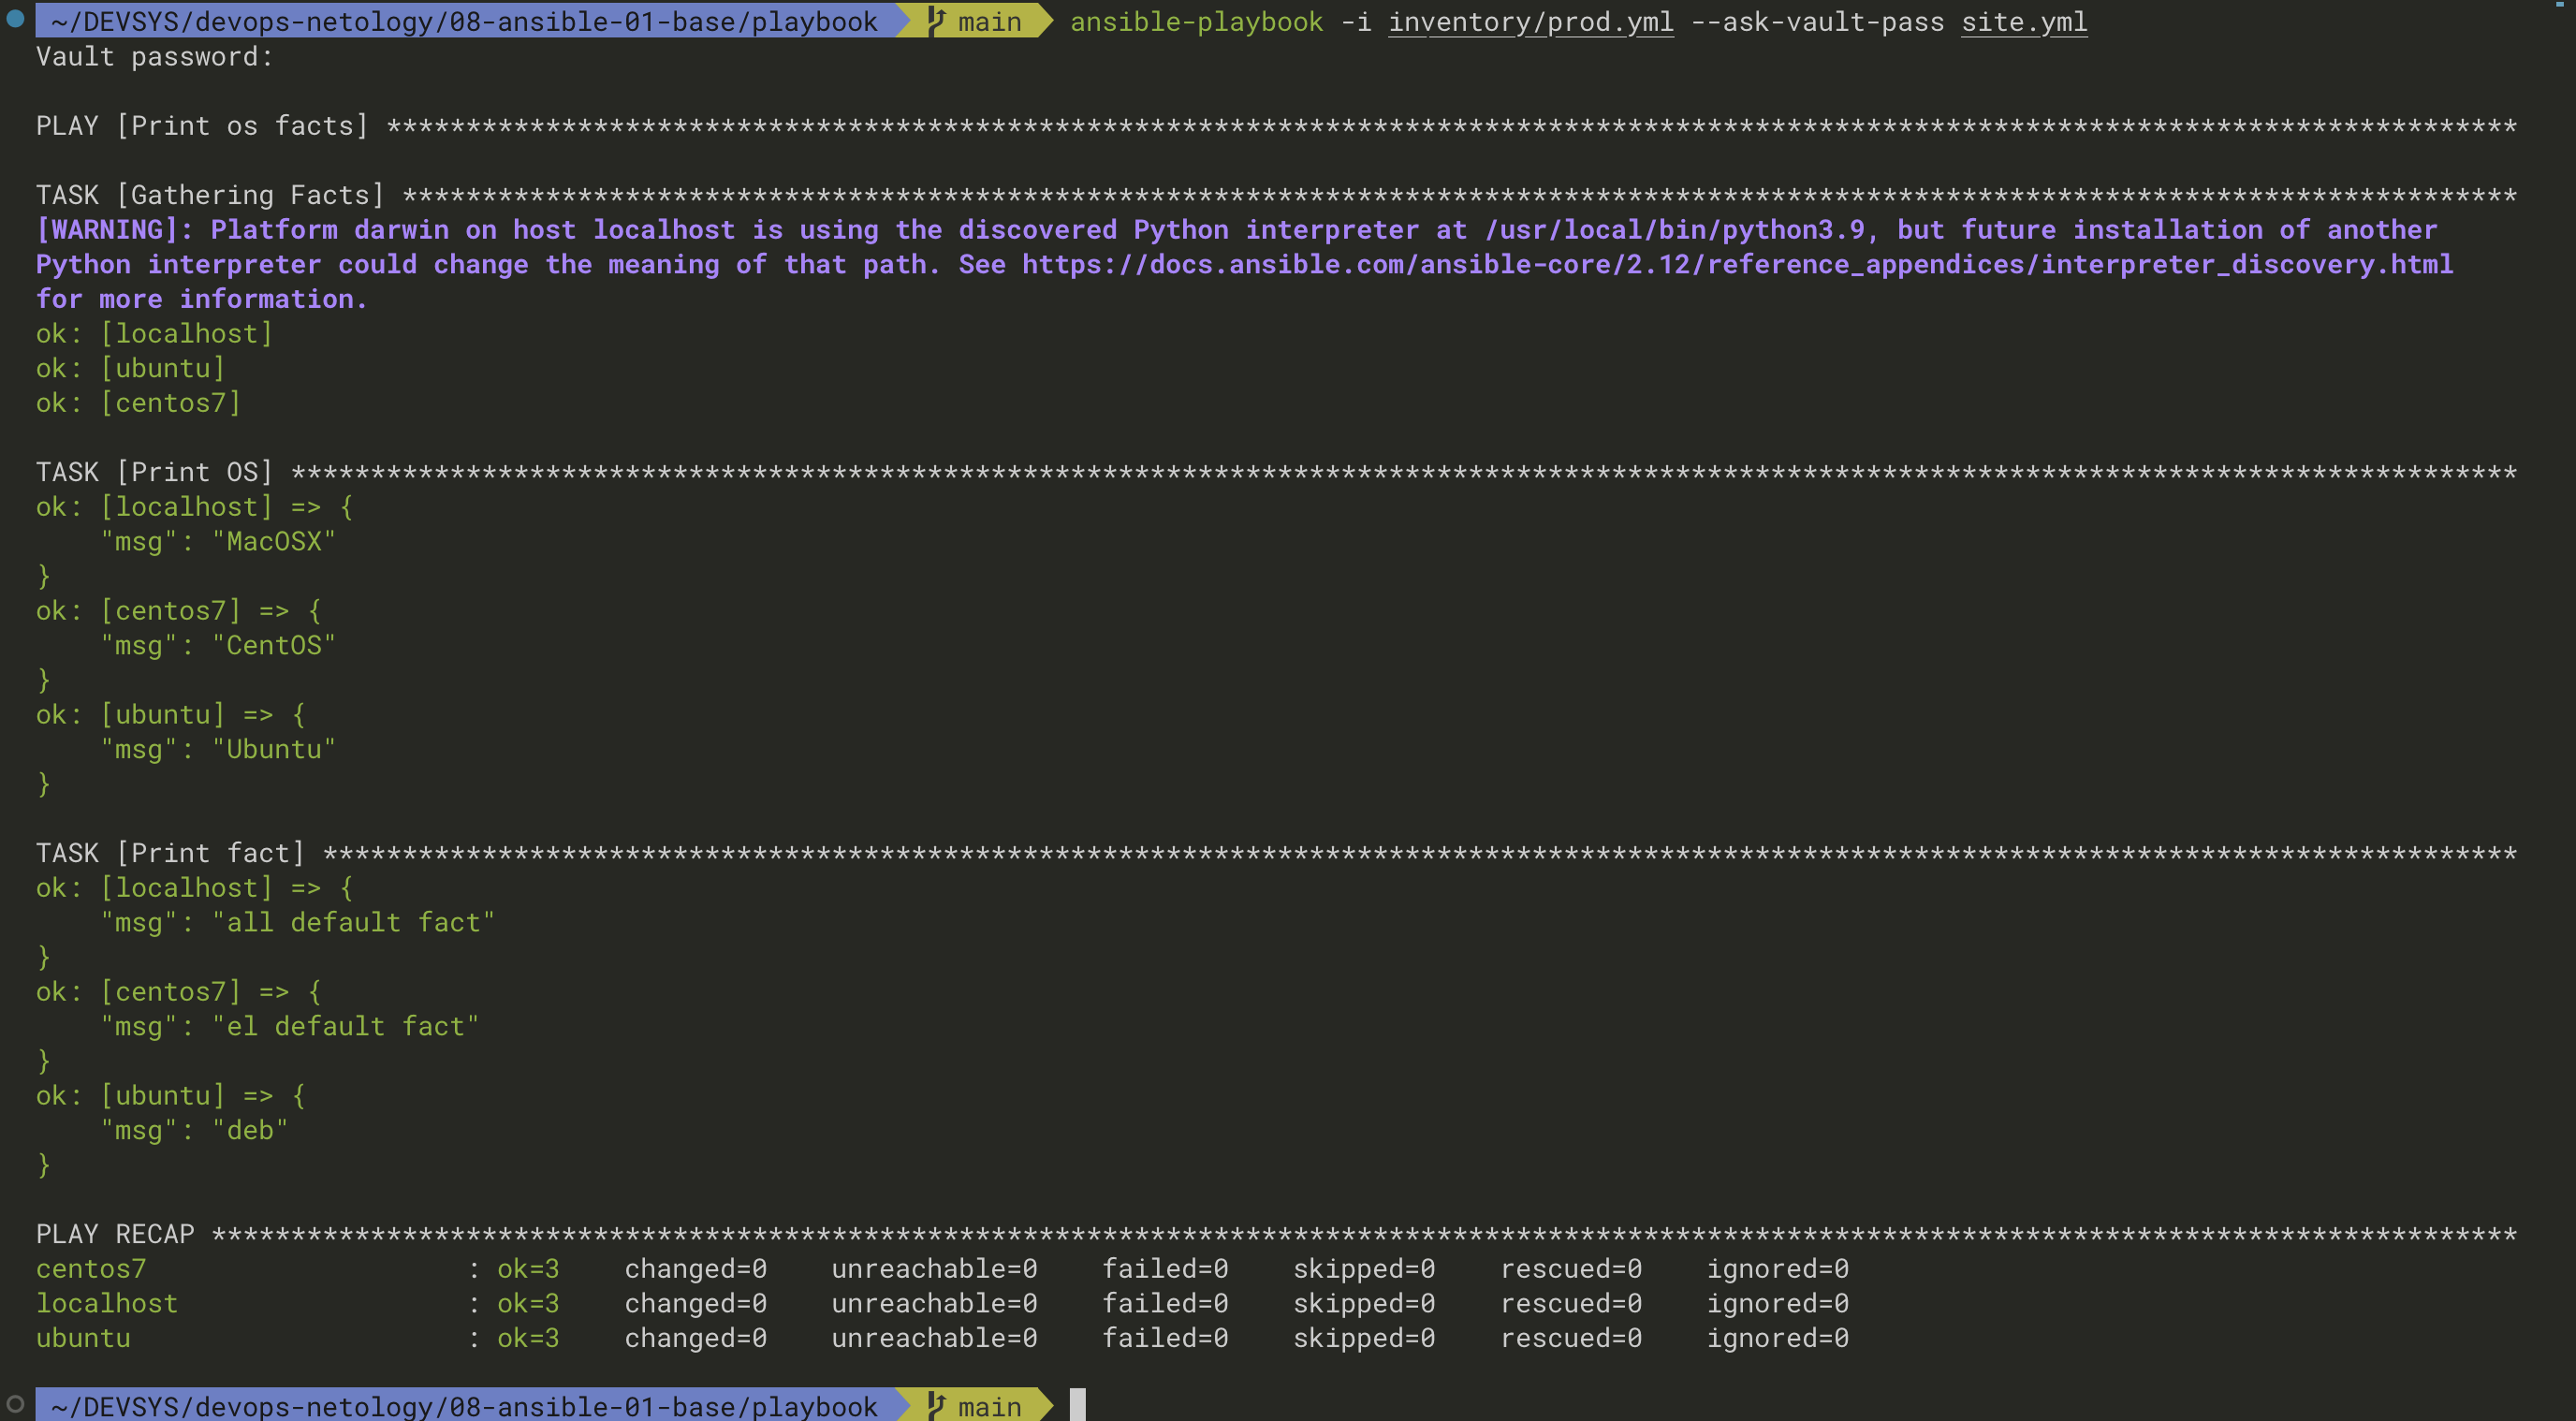 ~/DEVSYS/devops-netology/08-ansible-01-base/playbook main ansible-playbook -i inventory/prod.yml --ask-vault-pass site.yml
Vault password:
PLAY [Print os facts] **************************************************************************************************************************************
TASK [Gathering Facts] *************************************************************************************************************************************
[WARNING]: Platform darwin on host localhost is using the discovered Python interpreter at /usr/local/bin/python3.9, but future installation of another
Python interpreter could change the meaning of that path. See https://docs.ansible.com/ansible-core/2.12/reference_appendices/interpreter_discovery.html
for more information.
ok: [localhost]
ok: [ubuntu]
ok: [centos7]
TASK [Print OS] ********************************************************************************************************************************************
ok: [localhost] => {
    "msg": "MacOSX"
}
ok: [centos7] => {
    "msg": "CentOS"
}
ok: [ubuntu] => {
    "msg": "Ubuntu"
}
TASK [Print fact] ******************************************************************************************************************************************
ok: [localhost] => {
    "msg": "all default fact"
}
ok: [centos7] => {
    "msg": "el default fact"
}
ok: [ubuntu] => {
    "msg": "deb"
}
PLAY RECAP *************************************************************************************************************************************************
centos7                    : ok=3    changed=0    unreachable=0    failed=0    skipped=0    rescued=0    ignored=0
localhost                  : ok=3    changed=0    unreachable=0    failed=0    skipped=0    rescued=0    ignored=0
ubuntu                     : ok=3    changed=0    unreachable=0    failed=0    skipped=0    rescued=0    ignored=0
~/DEVSYS/devops-netology/08-ansible-01-base/playbook main